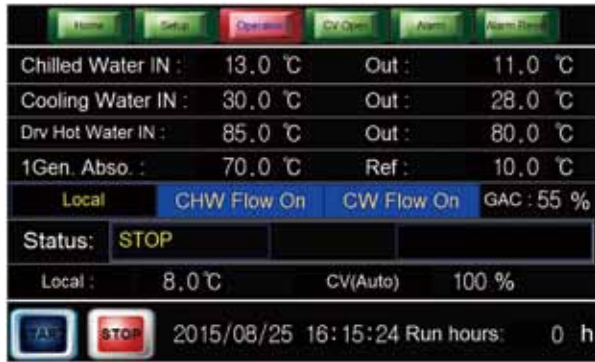 Home Setup Operation CV Open Alarm Alarm Reset
Chilled Water IN : 13.0 ℃ Out : 11.0 ℃
Cooling Water IN : 30.0 ℃ Out : 28.0 ℃
Drv Hot Water IN : 85.0 ℃ Out : 80.0 ℃
1Gen. Abso. : 70.0 ℃ Ref : 10.0 ℃
Local CHW Flow On CW Flow On GAC : 55 %
Status: STOP
Local : 8.0℃ CV(Auto) 100 %
START STOP 2015/08/25 16:15:24 Run hours: 0 h